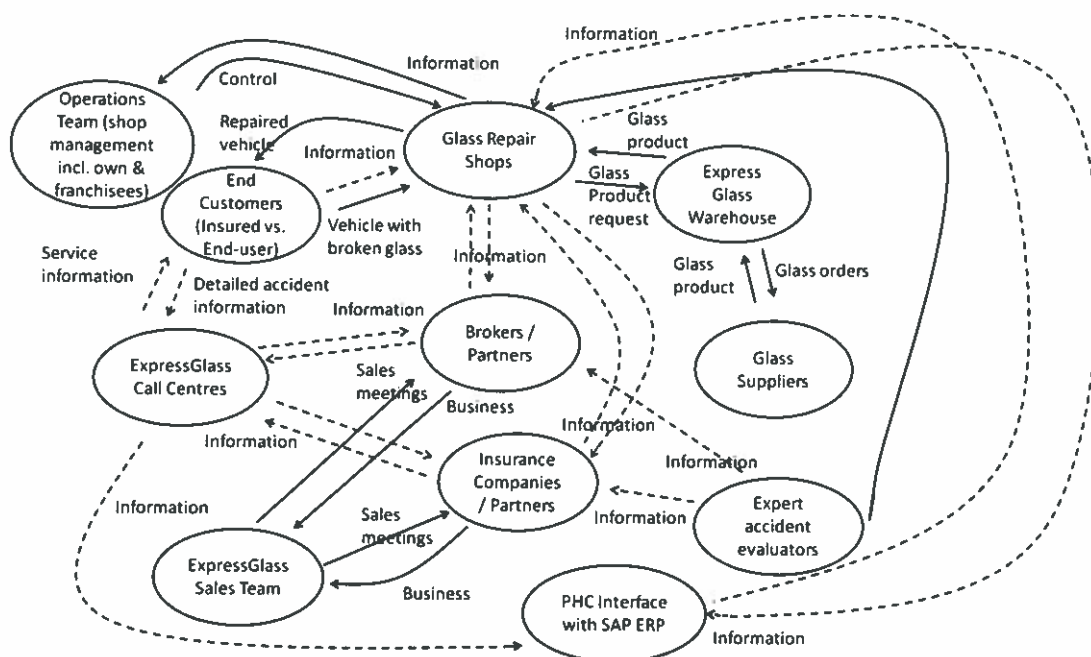 Information
Information
Control
Operations
Team (shop
management
incl. own &
franchisees)
Repaired
vehicle
Information
Glass Repair
Shops
Glass
product
Glass
Product
request
Express
Glass
Warehouse
End
Customers
(Insured vs.
End-user)
Vehicle with
broken glass
Service
information
Detailed accident
information
Information
Information
Glass
product
Glass orders
Brokers /
Partners
Glass
Suppliers
ExpressGlass
Call Centres
Sales
meetings
Business
Information
Information
Information
Insurance
Companies
/ Partners
Information
Sales
meetings
Information
Expert
accident
evaluators
ExpressGlass
Sales Team
Business
PHC Interface
with SAP ERP
Information